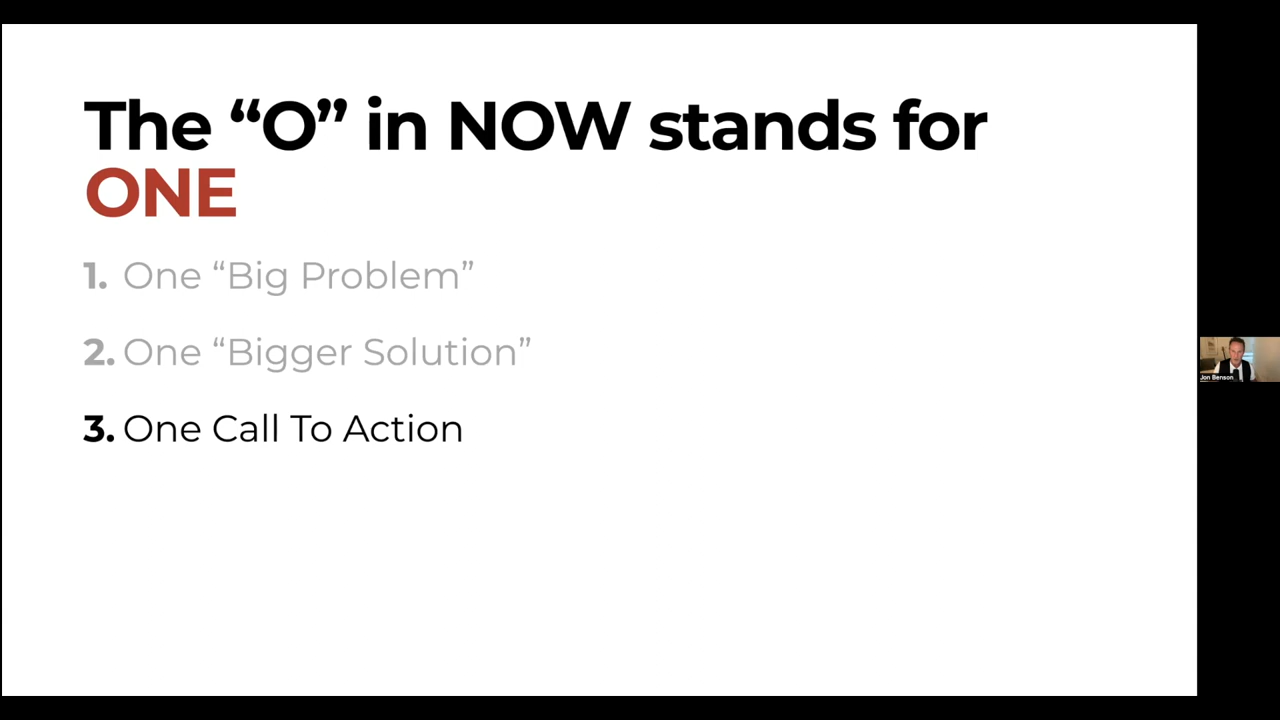 The “O” in NOW stands for
ONE
1. One “Big Problem”
2. One “Bigger Solution”
3. One Call To Action
Jon Benson